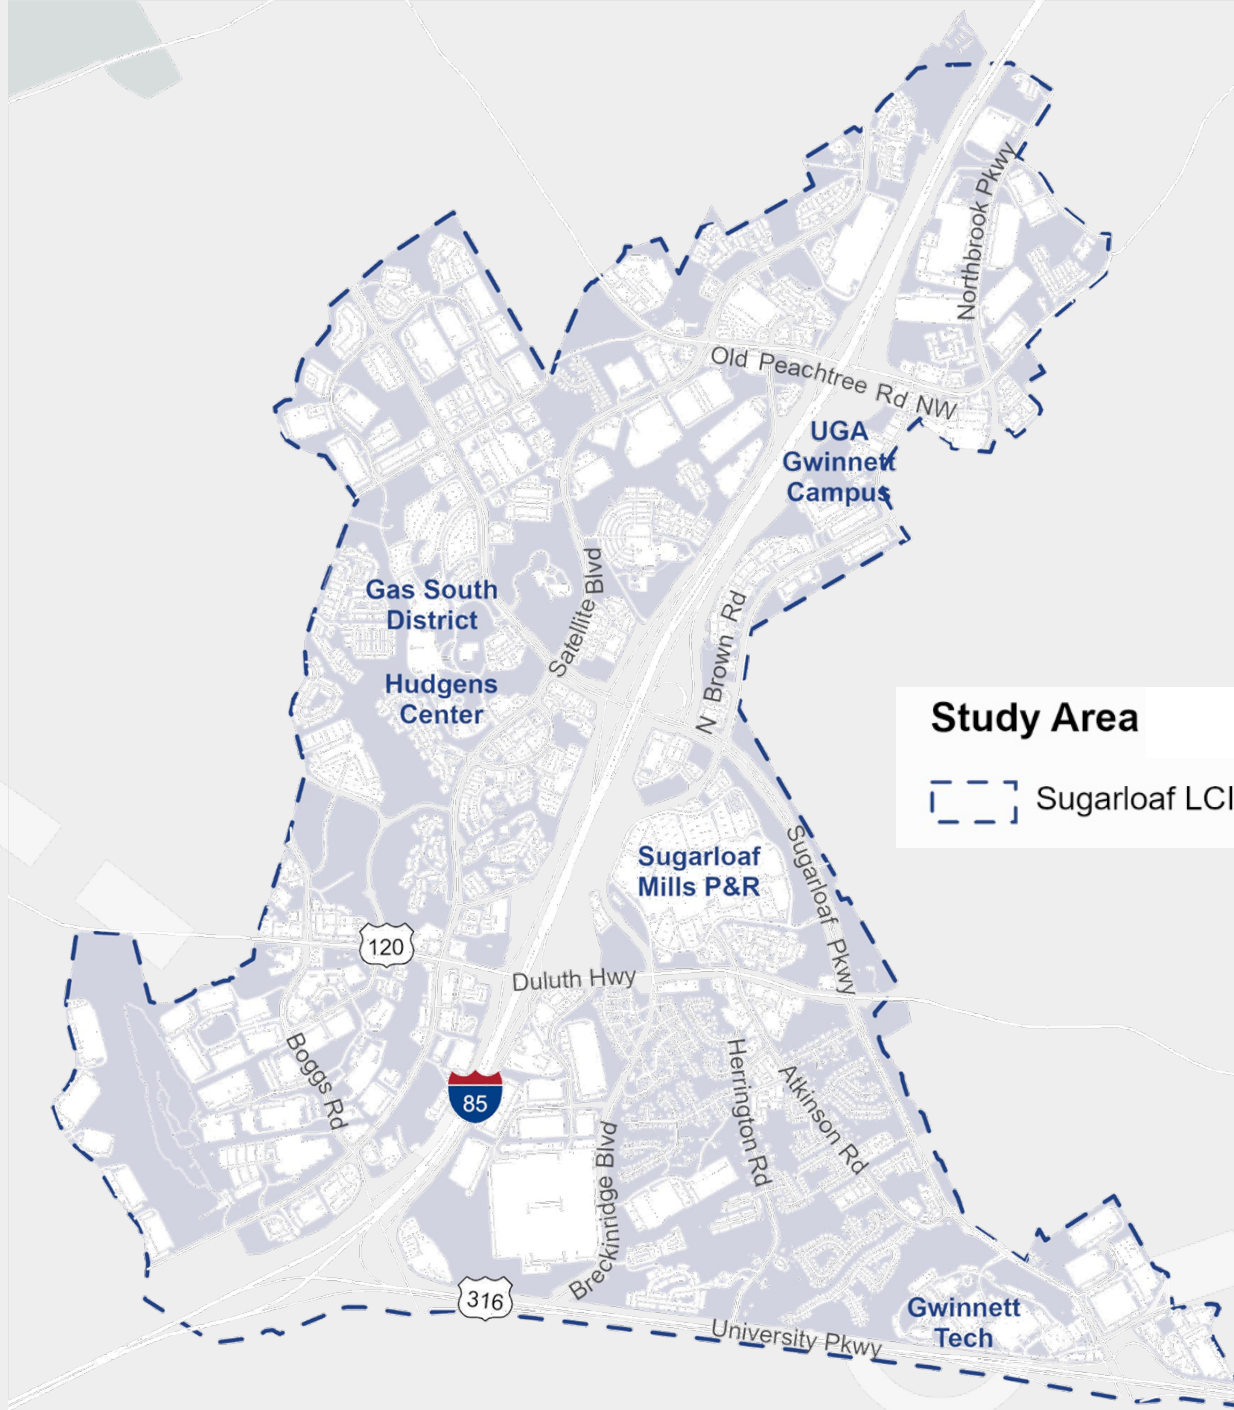 Northbrook Pkwy
Old Peachtree Rd NW
UGA
Gwinnett
Campus
Satellite Blvd
Gas South
District
N Brown Rd
Hudgens
Center
Study Area
Sugarloaf LCI
Sugarloaf
Mills P&R
Sugarloaf Pkwy
120
Duluth Hwy
Boggs Rd
85
Herrington Rd
Atkinson Rd
Breckinridge Blvd
316
University Pkwy
Gwinnett
Tech